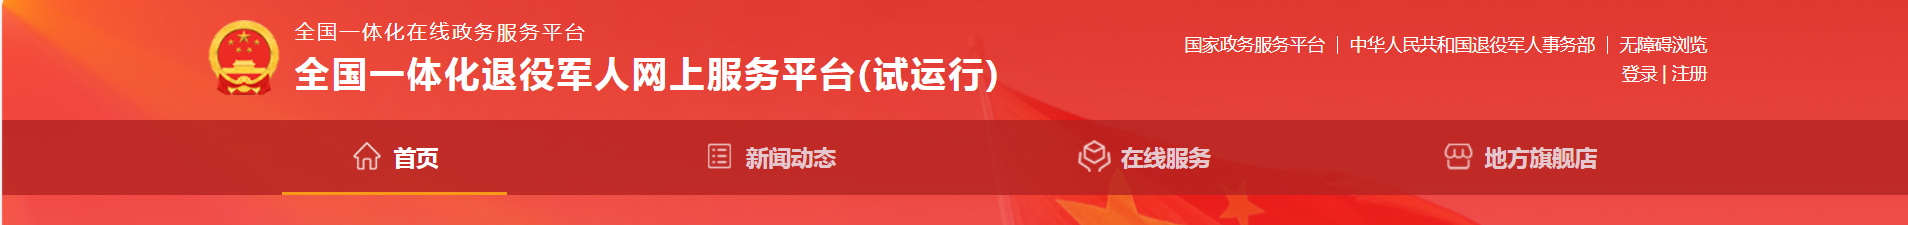 全国一体化在线政务服务平台
全国一体化退役军人网上服务平台(试运行)
国家政务服务平台 | 中华人民共和国退役军人事务部 | 无障碍浏览
登录 | 注册
首页 新闻动态 在线服务 地方旗舰店